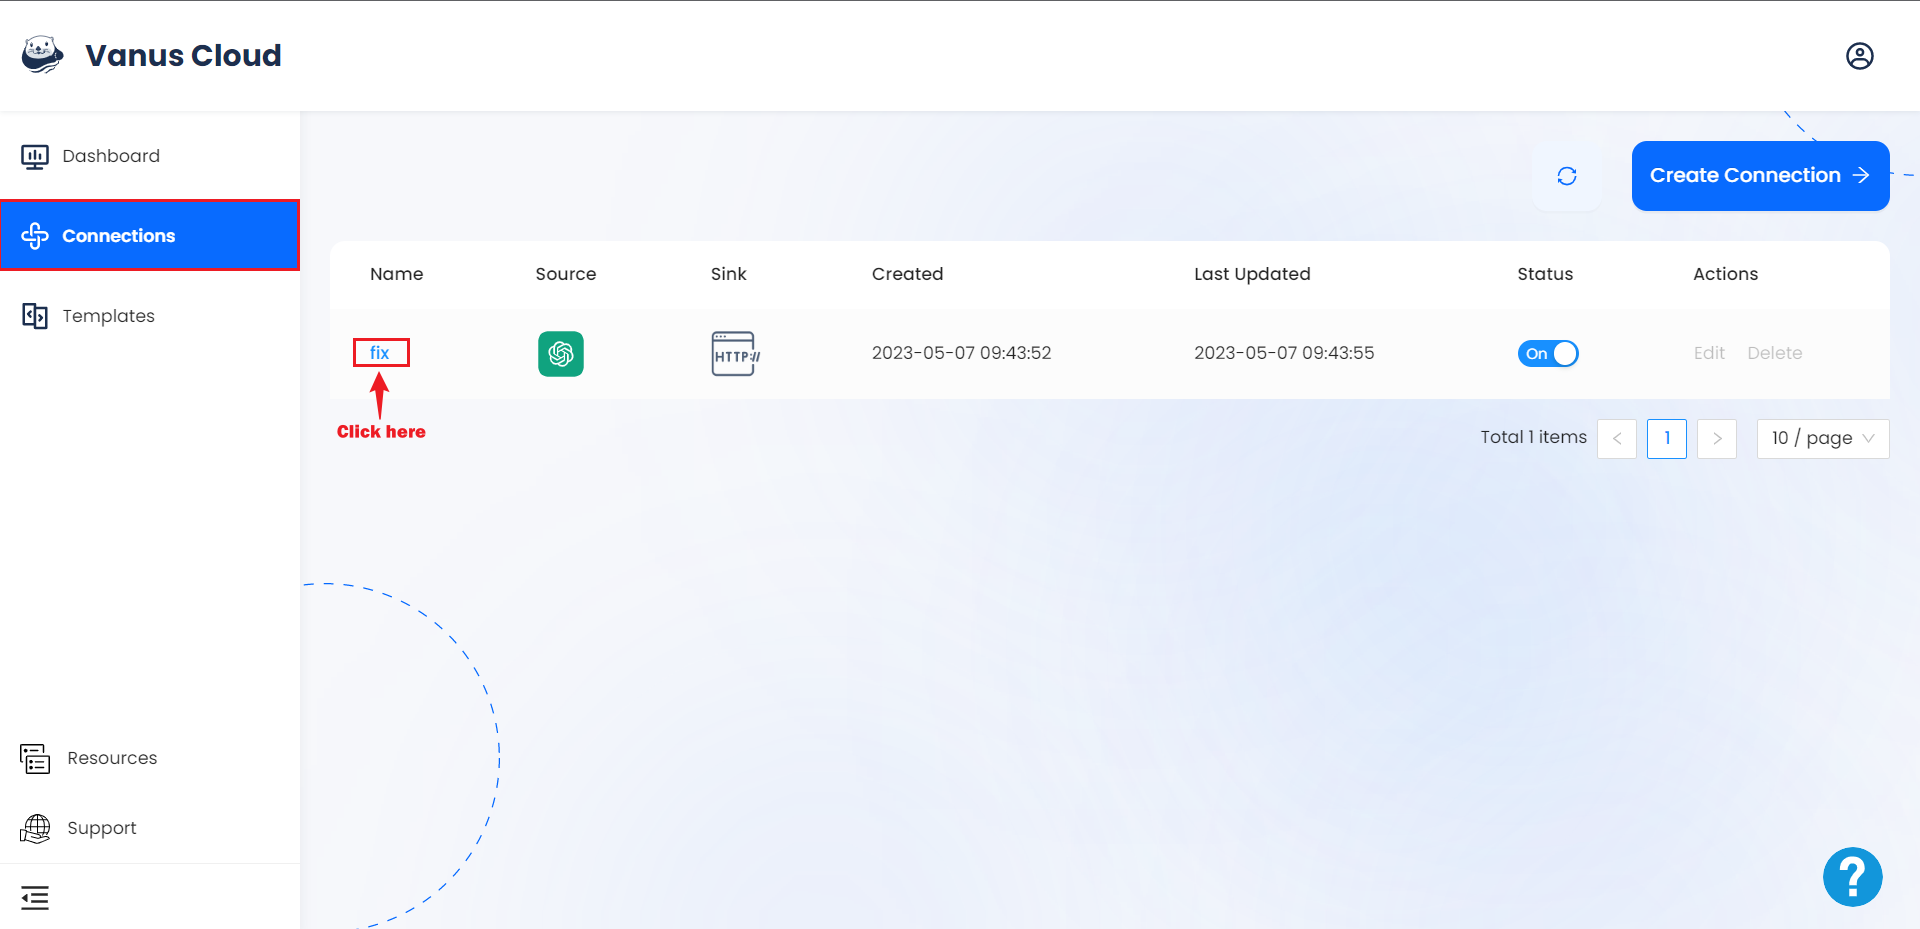 Vanus Cloud
Dashboard
Connections
Templates
Resources
Support
Create Connection
Name Source Sink Created Last Updated Status Actions
fix HTTP:// 2023-05-07 09:43:52 2023-05-07 09:43:55 On Edit Delete
Click here
Total 1 items < 1 > 10 / page
?